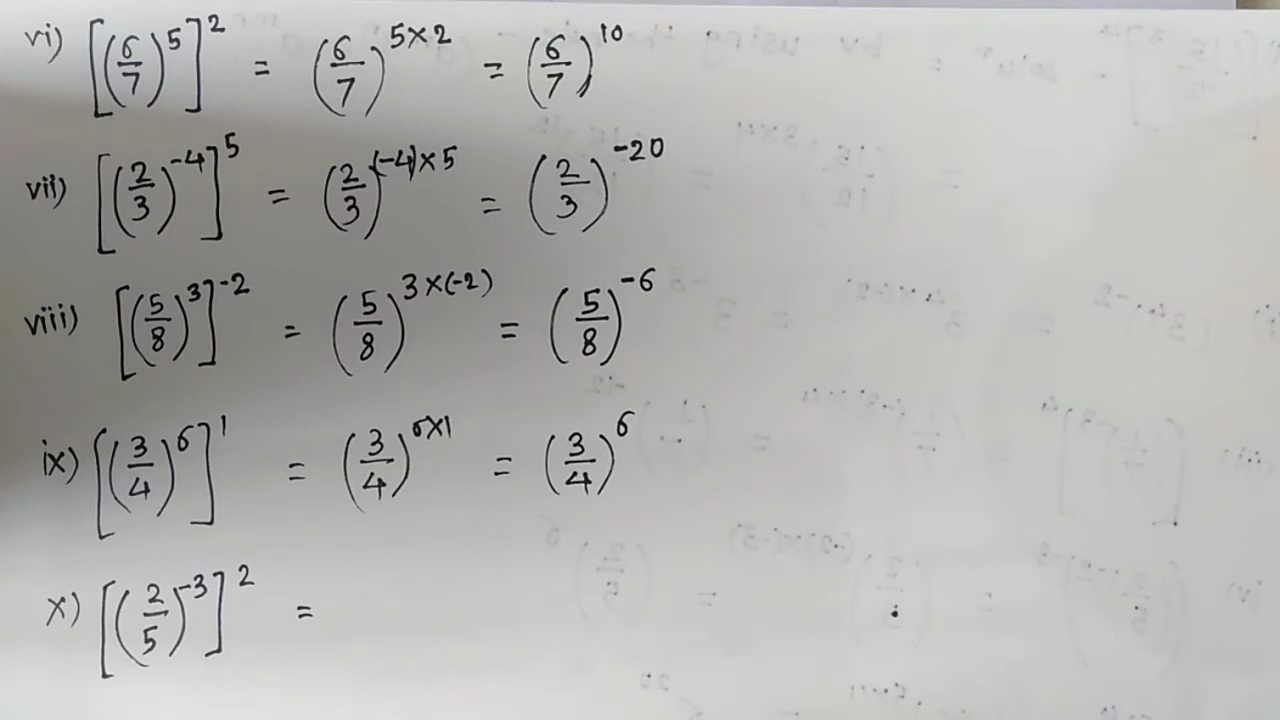 vi) [(6/7)^5]^2 = (6/7)^{5×2} = (6/7)^{10}
vii) [(2/3)^{-4}]^5 = (2/3)^{(-4)×5} = (2/3)^{-20}
viii) [(5/8)^3]^{-2} = (5/8)^{3×(-2)} = (5/8)^{-6}
ix) [(3/4)^6]^1 = (3/4)^{6×1} = (3/4)^6
x) [(2/5)^{-3}]^2 =